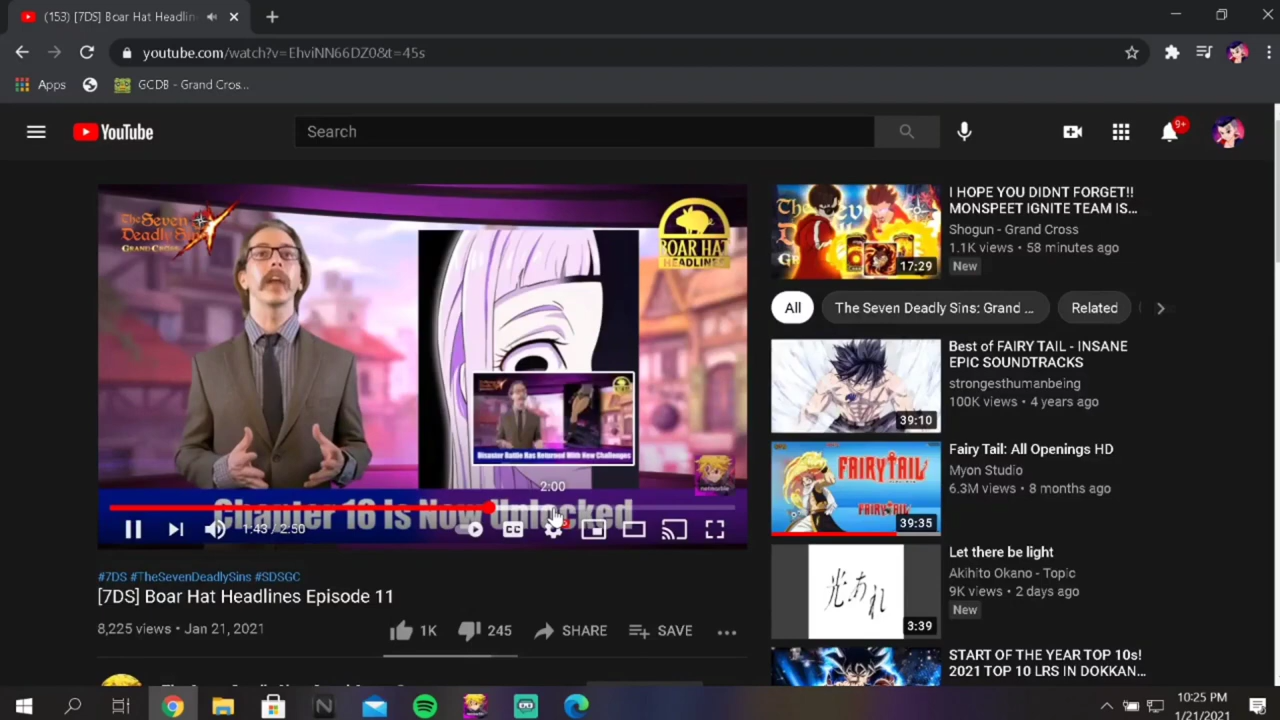 (153) [7DS] Boar Hat Headlin
youtube.com/watch?v=EhviNN66DZ0&t=45s
Apps
GCDB - Grand Cros...
YouTube
Search
9+
The Seven
Deadly Sins
GRAND CROSS
BOAR HAT
HEADLINES
netmarble
Disaster Battle Has Returned With New Challenges
2:00
Chapter 16 Is Now Unlocked
1:43 / 2:50
CC
#7DS #TheSevenDeadlySins #SDSGC
[7DS] Boar Hat Headlines Episode 11
8,225 views • Jan 21, 2021
1K
245
SHARE
SAVE
I HOPE YOU DIDNT FORGET!!
MONSPEET IGNITE TEAM IS...
Shogun - Grand Cross
1.1K views • 58 minutes ago
New
17:29
All
The Seven Deadly Sins: Grand ...
Related
Best of FAIRY TAIL - INSANE
EPIC SOUNDTRACKS
strongesthumanbeing
100K views • 4 years ago
39:10
Fairy Tail: All Openings HD
Myon Studio
6.3M views • 8 months ago
FAIRY TAIL
39:35
Let there be light
Akihito Okano - Topic
9K views • 2 days ago
New
光あれ
3:39
START OF THE YEAR TOP 10s!
2021 TOP 10 LRS IN DOKKAN...
10:25 PM
1/21/2021